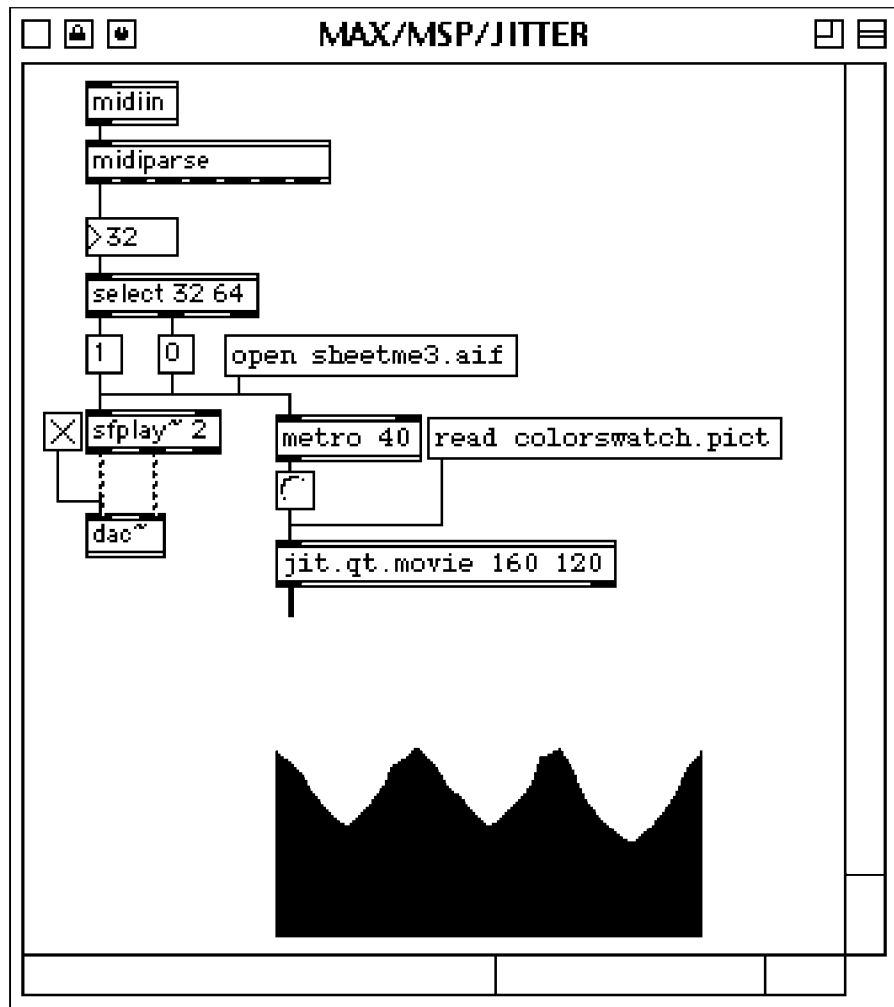 MAX/MSP/JITTER
midiin
midiparse
32
select 32 64
1
0
open sheetme3.aif
sfplay~ 2
metro 40
read colorswatch.pict
dac~
jit.qt.movie 160 120